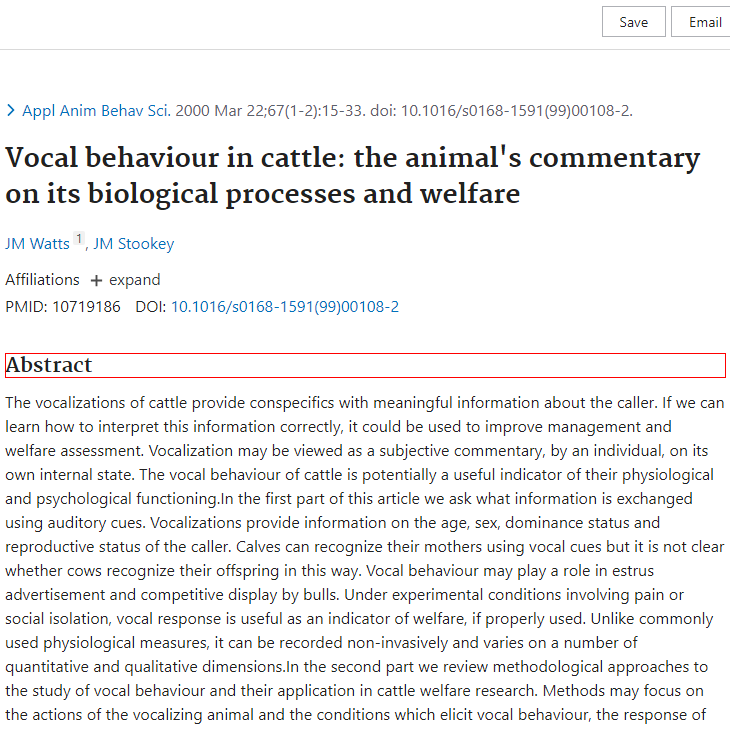 Save
Email
Appl Anim Behav Sci. 2000 Mar 22;67(1-2):15-33. doi: 10.1016/s0168-1591(99)00108-2.
Vocal behaviour in cattle: the animal's commentary
on its biological processes and welfare
JM Watts 1, JM Stookey
Affiliations + expand
PMID: 10719186 DOI: 10.1016/s0168-1591(99)00108-2
Abstract
The vocalizations of cattle provide conspecifics with meaningful information about the caller. If we can
learn how to interpret this information correctly, it could be used to improve management and
welfare assessment. Vocalization may be viewed as a subjective commentary, by an individual, on its
own internal state. The vocal behaviour of cattle is potentially a useful indicator of their physiological
and psychological functioning.In the first part of this article we ask what information is exchanged
using auditory cues. Vocalizations provide information on the age, sex, dominance status and
reproductive status of the caller. Calves can recognize their mothers using vocal cues but it is not clear
whether cows recognize their offspring in this way. Vocal behaviour may play a role in estrus
advertisement and competitive display by bulls. Under experimental conditions involving pain or
social isolation, vocal response is useful as an indicator of welfare, if properly used. Unlike commonly
used physiological measures, it can be recorded non-invasively and varies on a number of
quantitative and qualitative dimensions.In the second part we review methodological approaches to
the study of vocal behaviour and their application in cattle welfare research. Methods may focus on
the actions of the vocalizing animal and the conditions which elicit vocal behaviour, the response of